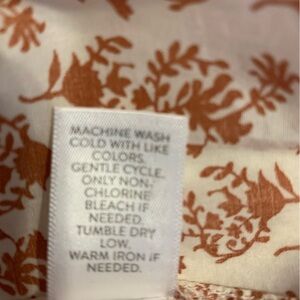 MACHINE WASH
COLD WITH LIKE
COLORS.
GENTLE CYCLE.
ONLY NON-
CHLORINE
BLEACH IF
NEEDED.
TUMBLE DRY
LOW.
WARM IRON IF
NEEDED.